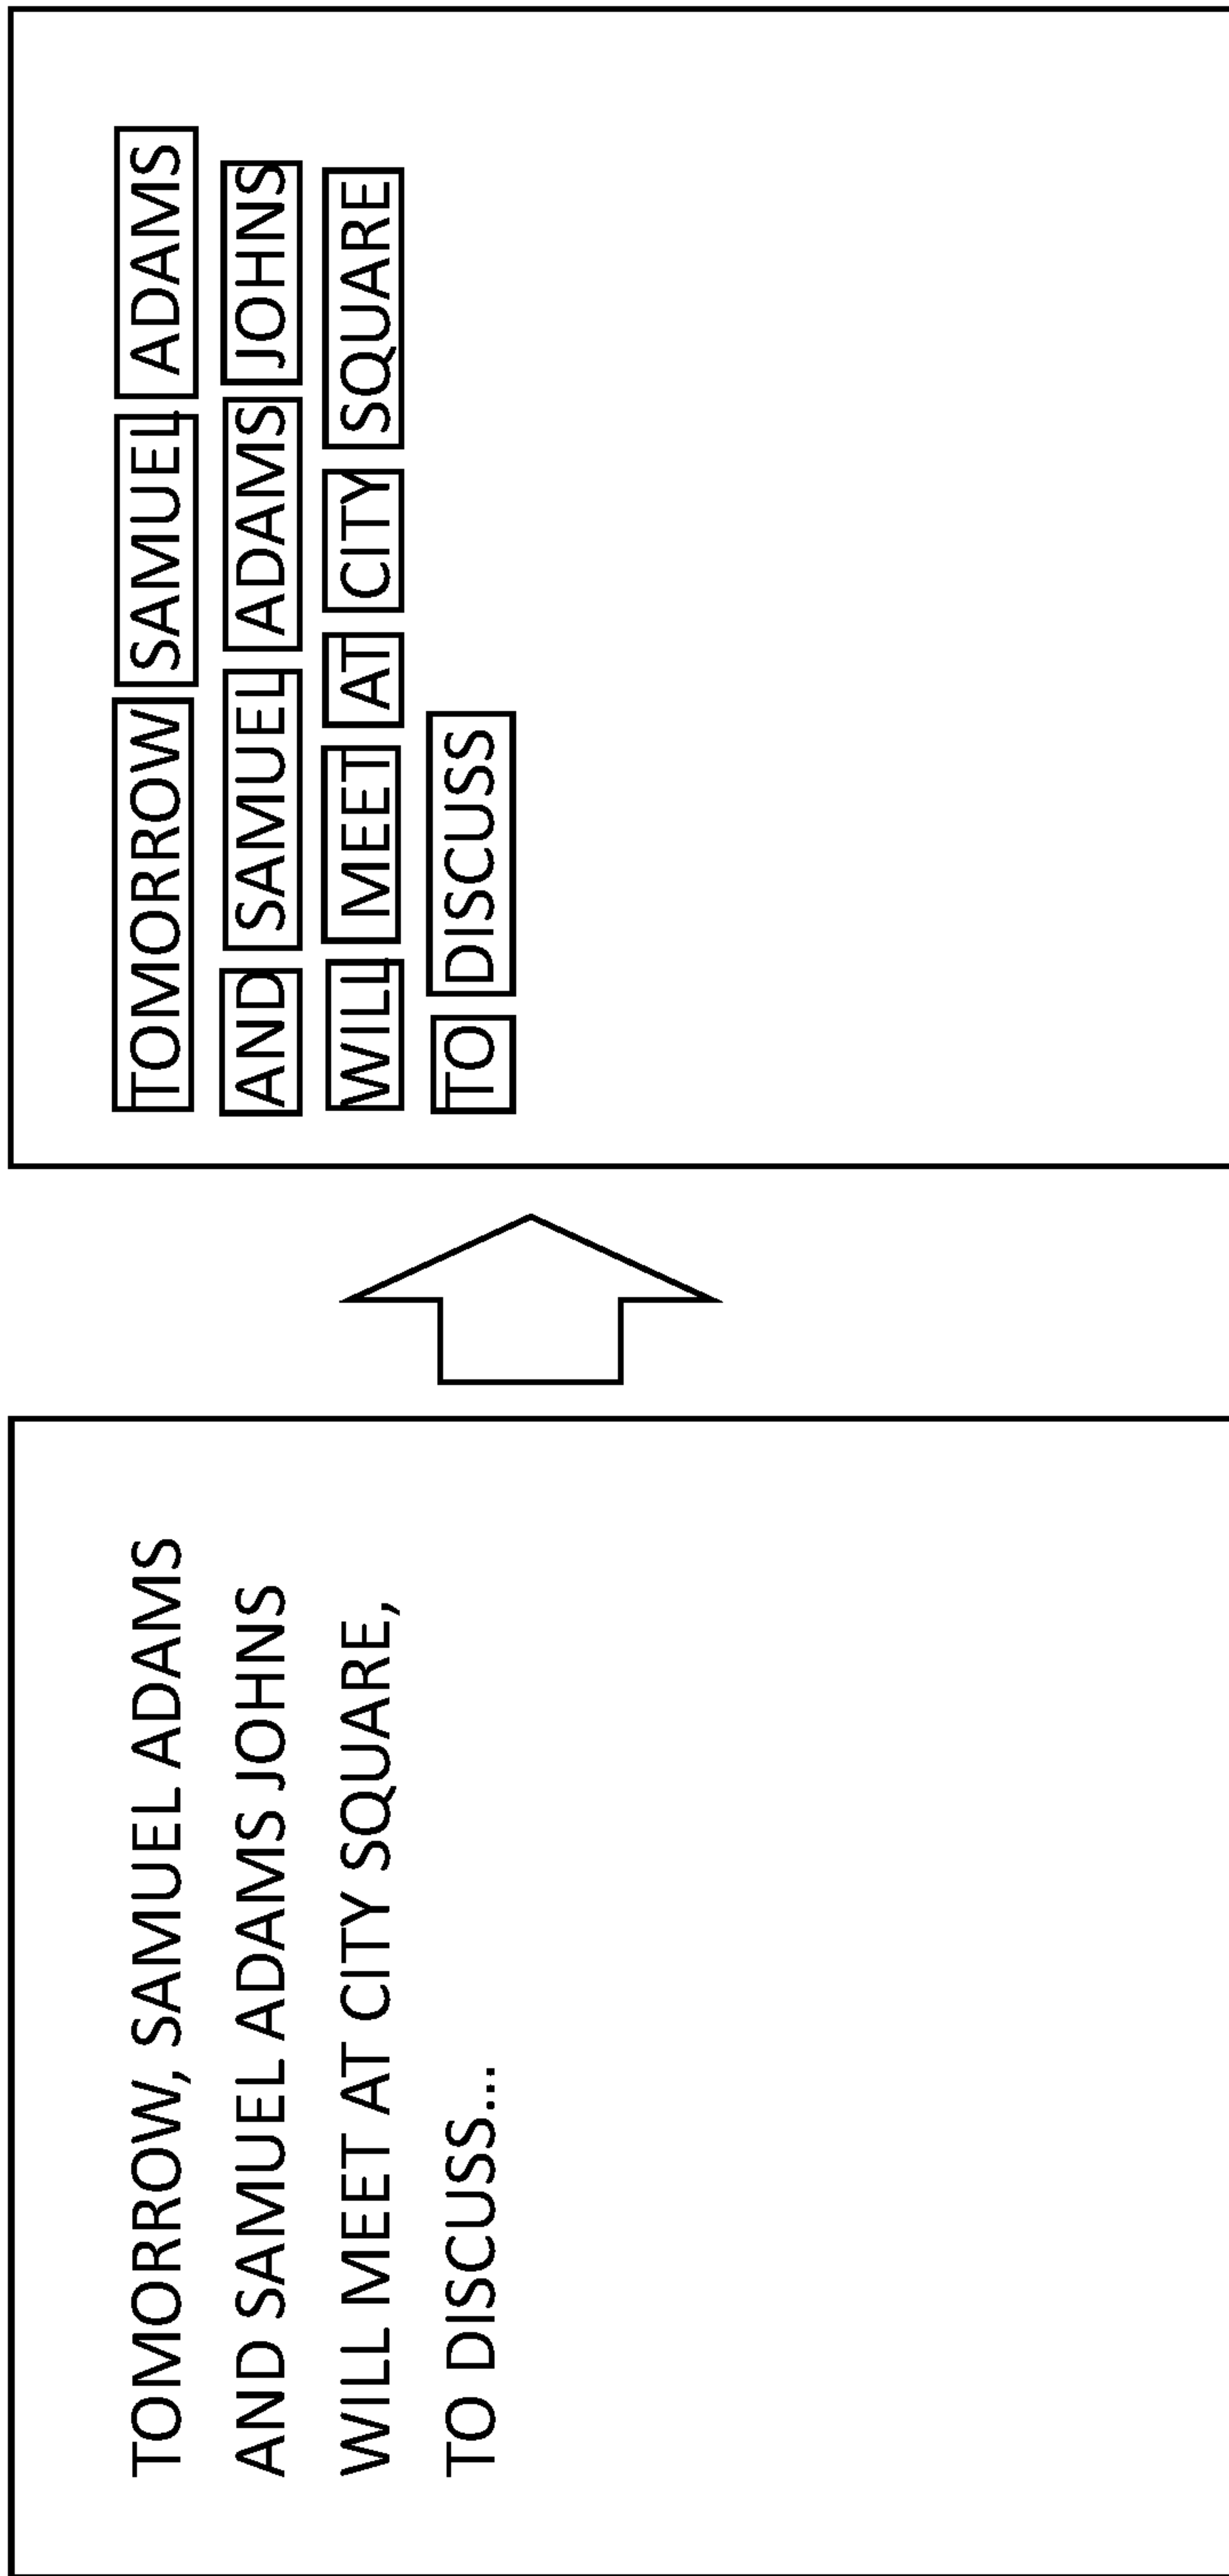 TOMORROW, SAMUEL ADAMS
AND SAMUEL ADAMS JOHNS
WILL MEET AT CITY SQUARE,
TO DISCUSS...
TOMORROW SAMUEL ADAMS
AND SAMUEL ADAMS JOHNS
WILL MEET AT CITY SQUARE
TO DISCUSS